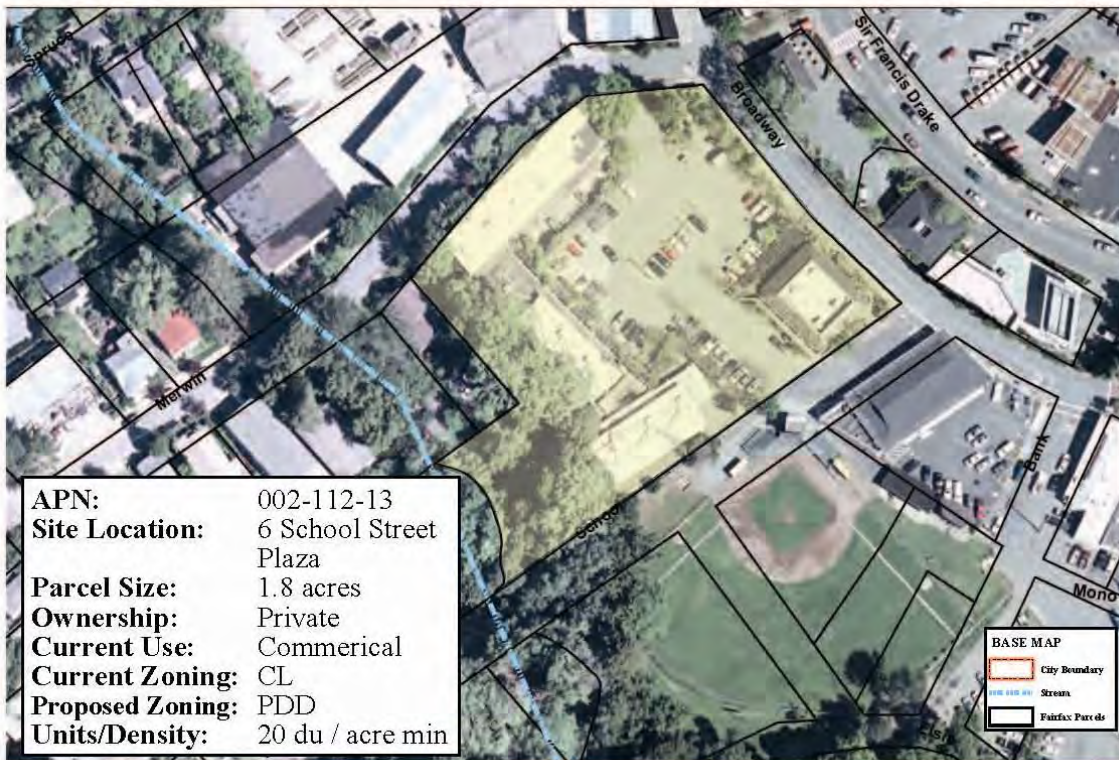 Spruce
Sir Francis Drake
Broadway
Merwin
School
Bank
Mono
APN: 002-112-13
Site Location: 6 School Street
Plaza
Parcel Size: 1.8 acres
Ownership: Private
Current Use: Commerical
Current Zoning: CL
Proposed Zoning: PDD
Units/Density: 20 du / acre min
BASE MAP
City Boundary
Stream
Fairfax Parcels